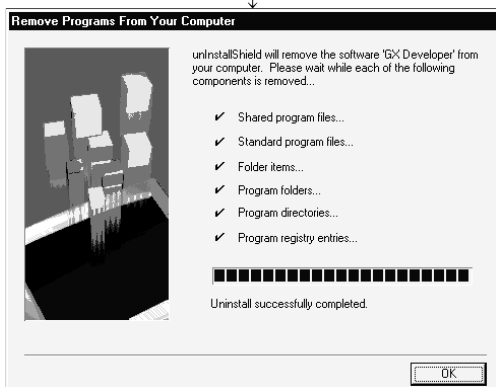 Remove Programs From Your Computer
unInstallShield will remove the software 'GX Developer' from
your computer.  Please wait while each of the following
components is removed...
Shared program files...
Standard program files...
Folder items...
Program folders...
Program directories...
Program registry entries...
Uninstall successfully completed.
OK